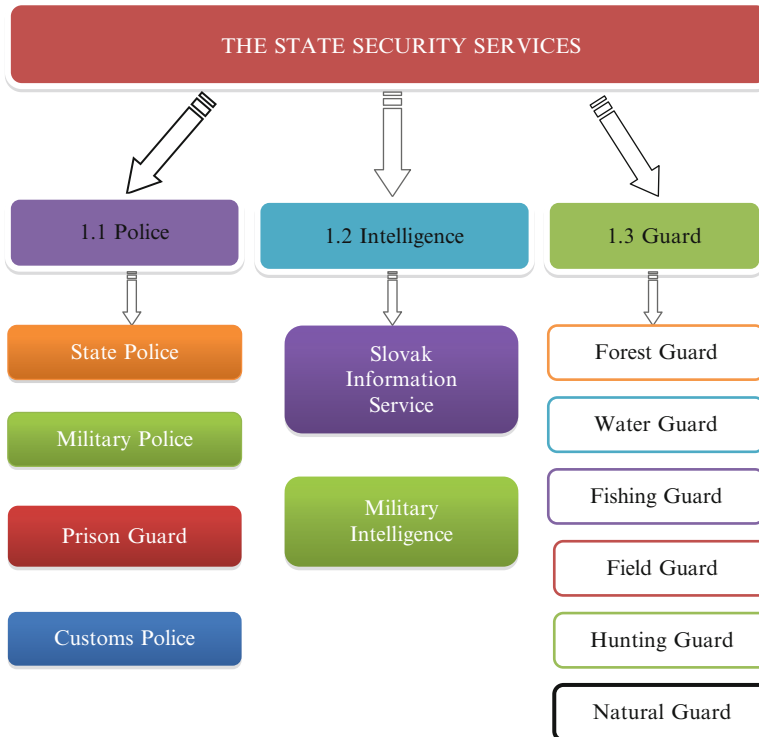 THE STATE SECURITY SERVICES
1.1 Police
1.2 Intelligence
1.3 Guard
State Police
Military Police
Prison Guard
Customs Police
Slovak
Information
Service
Military
Intelligence
Forest Guard
Water Guard
Fishing Guard
Field Guard
Hunting Guard
Natural Guard